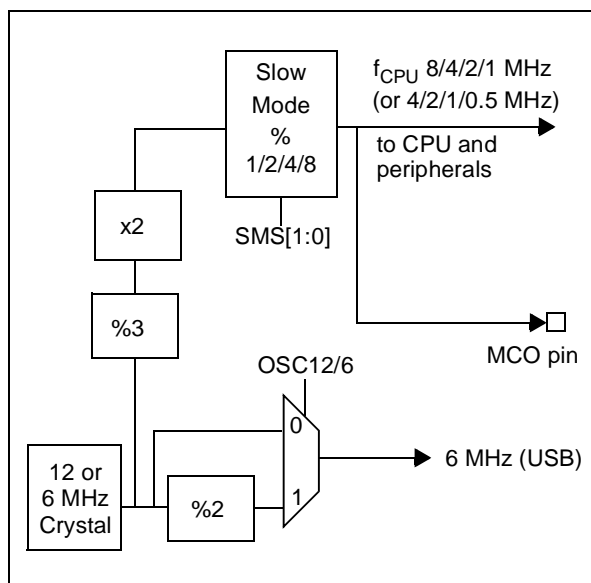 Slow
Mode
%
1/2/4/8
fCPU 8/4/2/1 MHz
(or 4/2/1/0.5 MHz)
to CPU and
peripherals
x2
SMS[1:0]
%3
MCO pin
OSC12/6
0
12 or
6 MHz
Crystal
%2
1
6 MHz (USB)